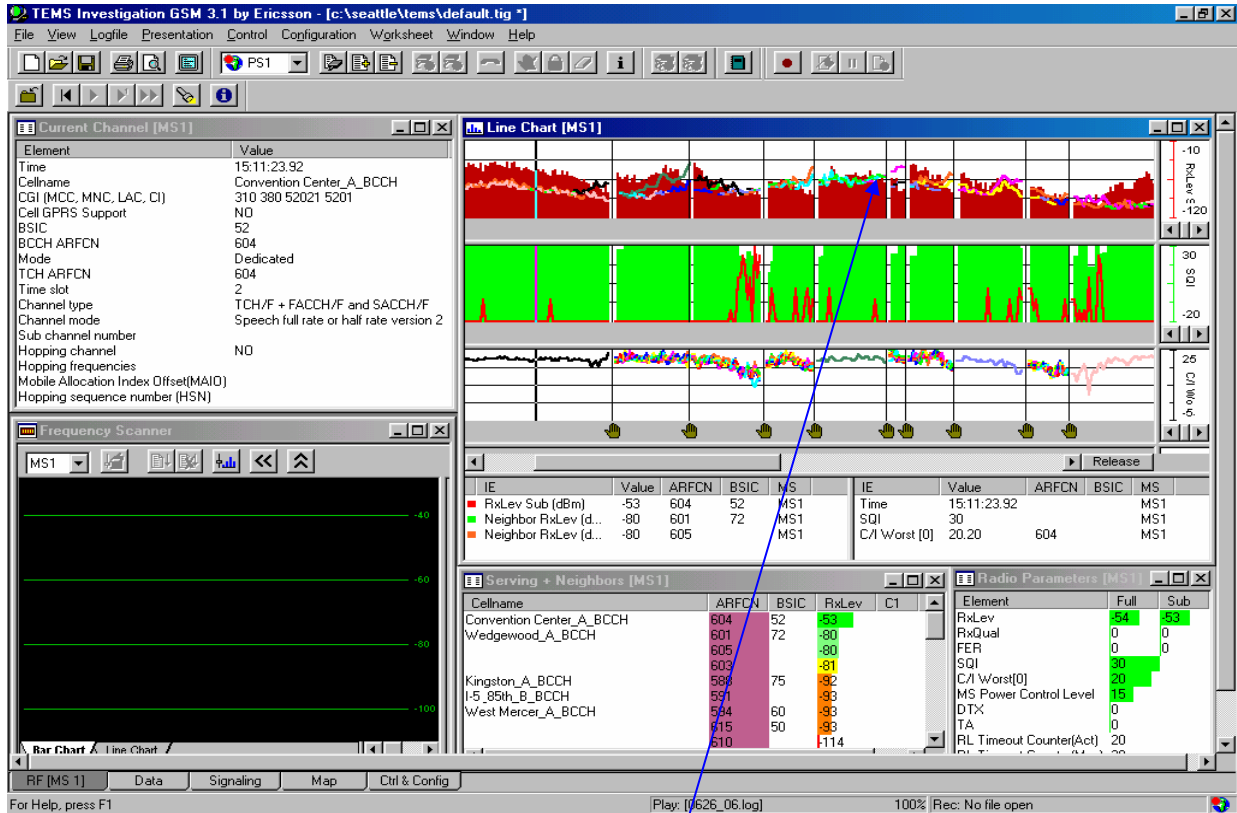 TEMS Investigation GSM 3.1 by Ericsson - [c:\seattle\tems\default.tig *]
File View Logfile Presentation Control Configuration Worksheet Window Help
PS1
Current Channel [MS1]
Element Value
Time 15:11:23.92
Cellname Convention Center_A_BCCH
CGI (MCC, MNC, LAC, CI) 310 380 52021 5201
Cell GPRS Support NO
BSIC 52
BCCH ARFCN 604
Mode Dedicated
TCH ARFCN 604
Time slot 2
Channel type TCH/F + FACCH/F and SACCH/F
Channel mode Speech full rate or half rate version 2
Sub channel number
Hopping channel NO
Hopping frequencies
Mobile Allocation Index Offset(MAIO)
Hopping sequence number (HSN)
Frequency Scanner
MS1
-40
-60
-80
-100
Bar Chart Line Chart
Line Chart [MS1]
-10
RxLev S
-120
30
SQI
-20
25
C/I Wo
-5.
Release
IE Value ARFCN BSIC MS
RxLev Sub (dBm) -53 604 52 MS1
Neighbor RxLev (d... -80 601 72 MS1
Neighbor RxLev (d... -80 605 MS1
IE Value ARFCN BSIC MS
Time 15:11:23.92 MS1
SQI 30 MS1
C/I Worst [0] 20.20 604 MS1
Serving + Neighbors [MS1]
Cellname ARFCN BSIC RxLev C1
Convention Center_A_BCCH 604 52 -53
Wedgewood_A_BCCH 601 72 -80
605 -80
603 -81
Kingston_A_BCCH 588 75 -92
I-5_85th_B_BCCH 591 -93
West Mercer_A_BCCH 594 60 -93
615 50 -93
610 -114
Radio Parameters [MS1]
Element Full Sub
RxLev -54 -53
RxQual 0 0
FER 0 0
SQI 30
C/I Worst[0] 20
MS Power Control Level 15
DTX 0
TA 0
RL Timeout Counter(Act) 20
RF [MS 1] Data Signaling Map Ctrl & Config
For Help, press F1
Play: [0626_06.log]
100%
Rec: No file open